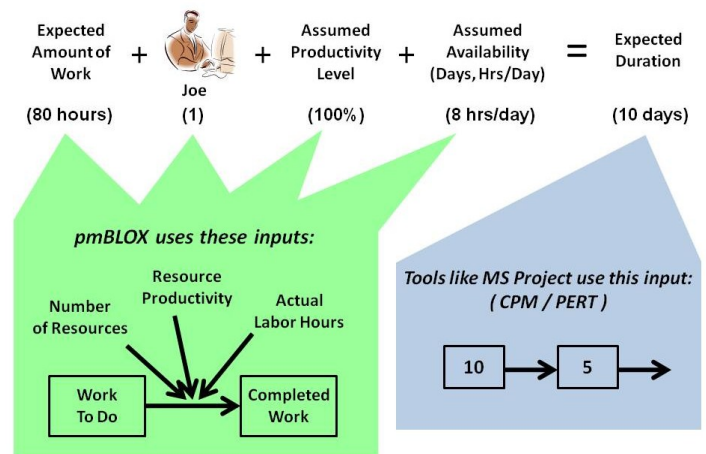 Expected
Amount of
Work
(80 hours)
+
Joe
(1)
+
Assumed
Productivity
Level
(100%)
+
Assumed
Availability
(Days, Hrs/Day)
(8 hrs/day)
=
Expected
Duration
(10 days)
pmBLOX uses these inputs:
Number
of Resources
Resource
Productivity
Actual
Labor Hours
Work
To Do
Completed
Work
Tools like MS Project use this input:
( CPM / PERT )
10
5